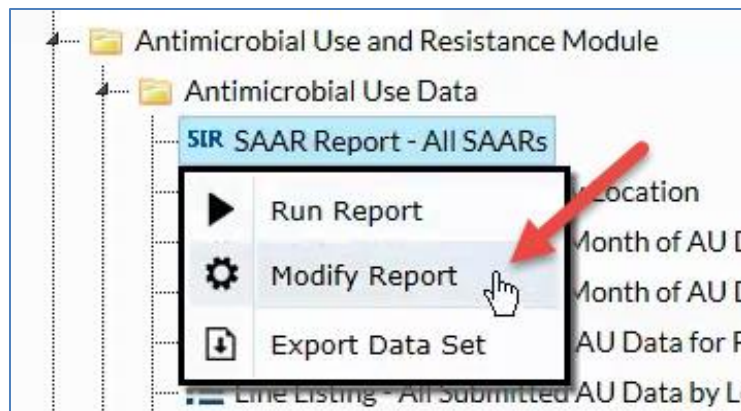 Antimicrobial Use and Resistance Module
Antimicrobial Use Data
SIR SAAR Report - All SAARs
Run Report
Location
Month of AU
Modify Report
Month of AU
Export Data Set
AU Data for
Line Listing - All Submitted AU Data by